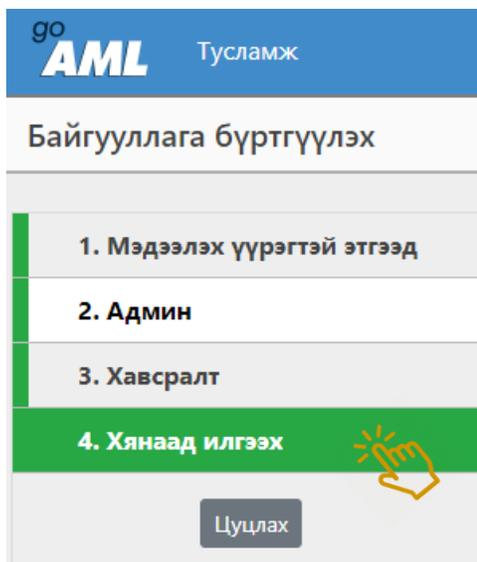 go
AML Тусламж
Байгууллага бүртгүүлэх
1. Мэдээлэх үүрэгтэй этгээд
2. Админ
3. Хавсралт
4. Хянаад илгээх
Цуцлах